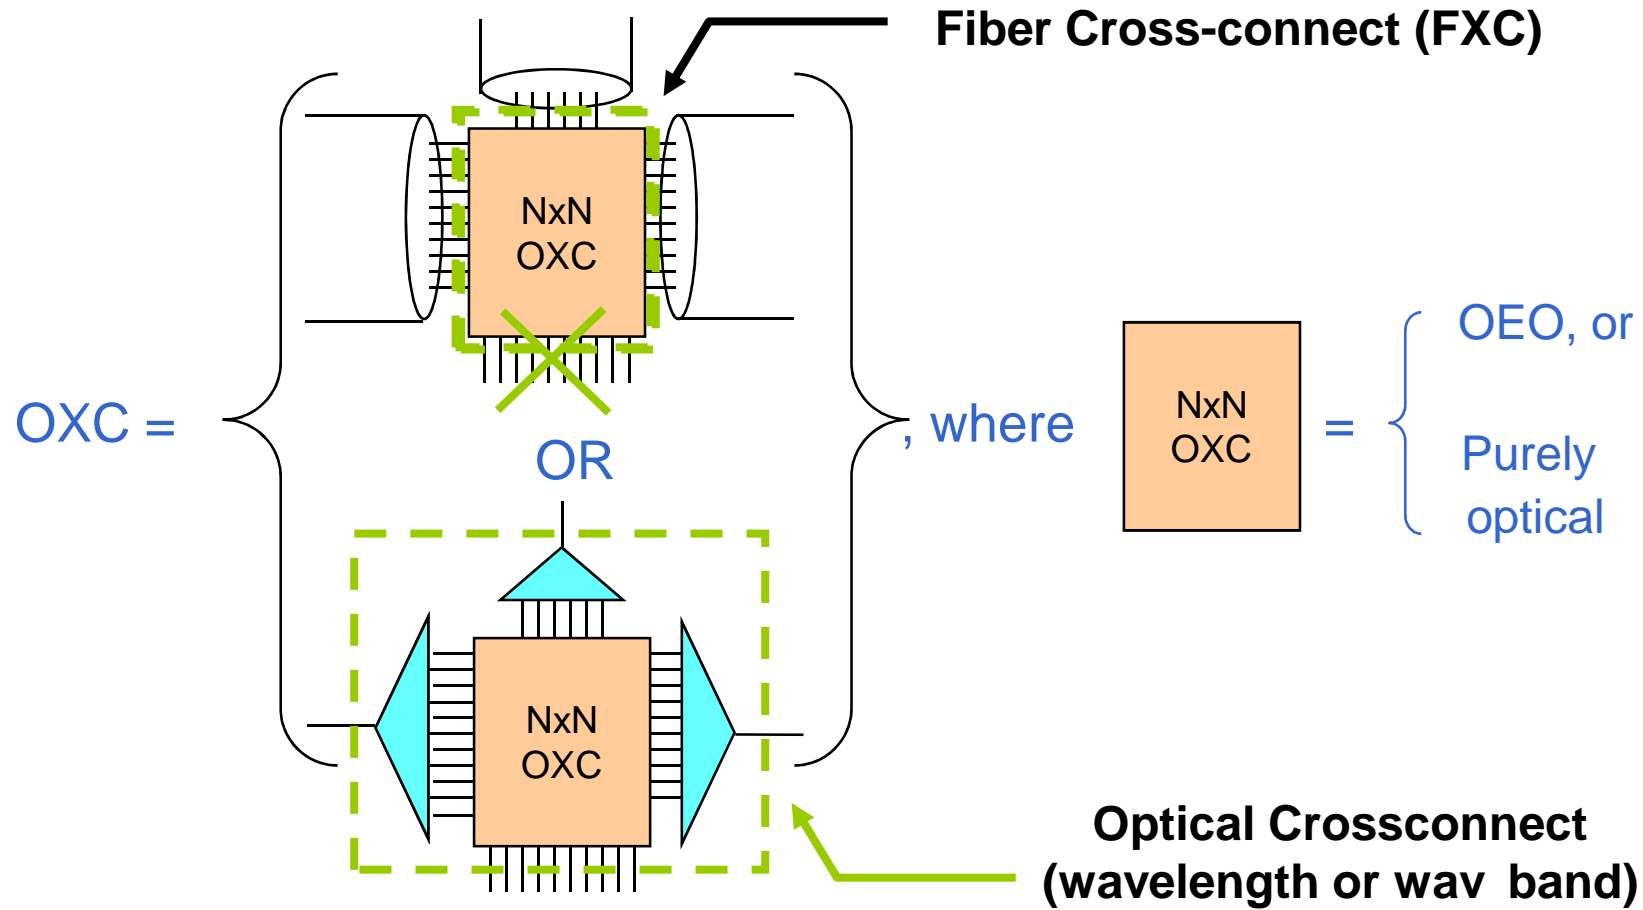 Fiber Cross-connect (FXC)
NxN
OXC
OXC =
OR
, where
NxN
OXC
=
OEO, or
Purely
optical
NxN
OXC
Optical Crossconnect
(wavelength or wav band)